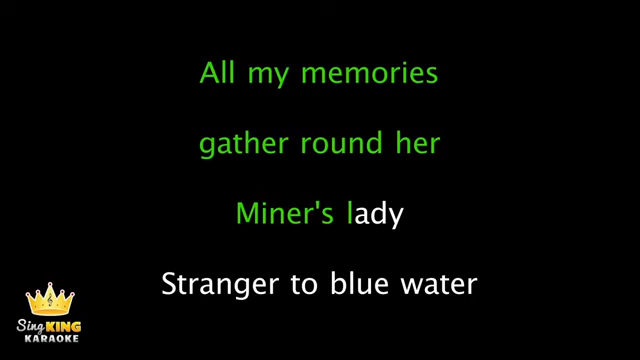 All my memories
gather round her
Miner's lady
Stranger to blue water
Sing KING
KARAOKE